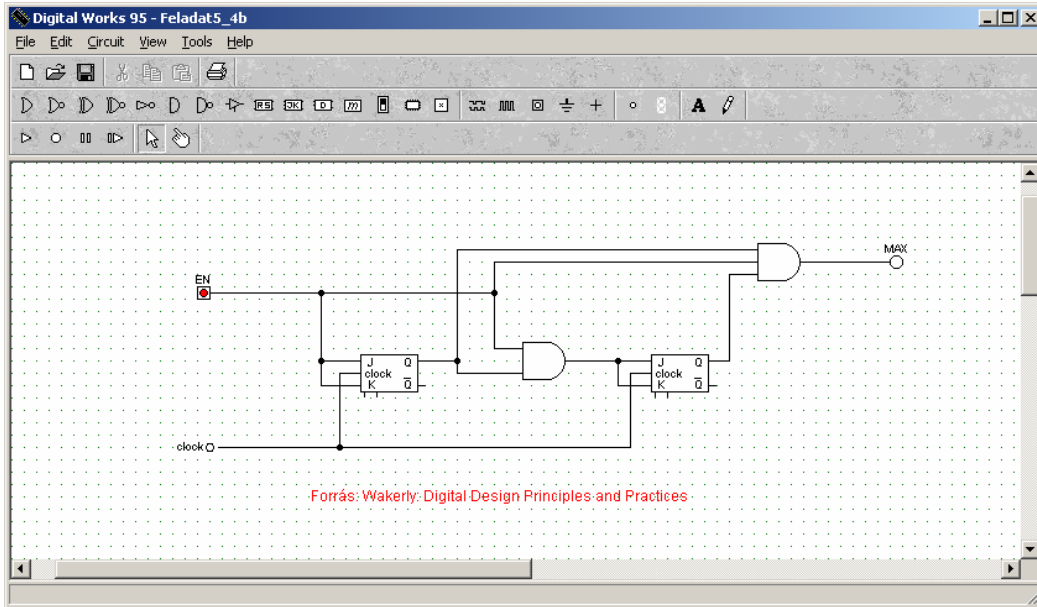 Digital Works 95 - Feladat5_4b
File Edit Circuit View Tools Help
RS JK D m x
A
MAX
EN
J Q
clock
K Q
J Q
clock
K Q
clock
Forrás: Wakerly: Digital Design Principles and Practices